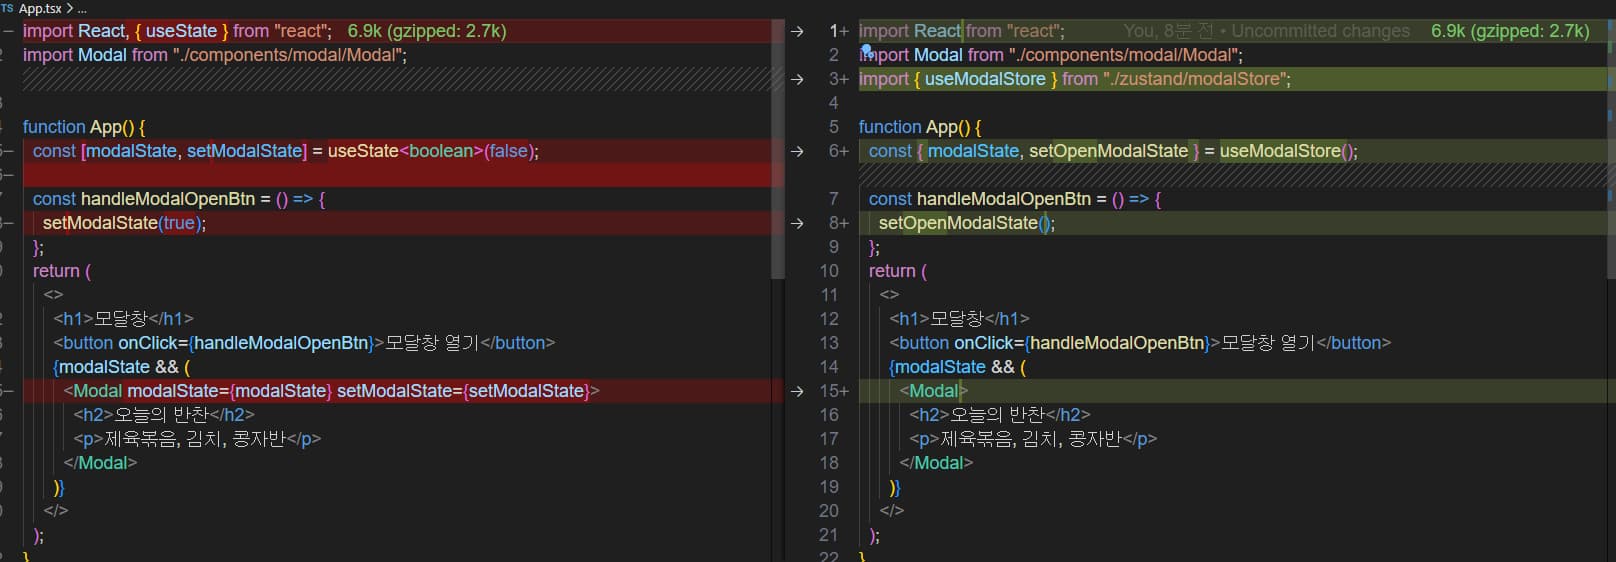 TS App.tsx > ...
import React, { useState } from "react"; 6.9k (gzipped: 2.7k)
import Modal from "./components/modal/Modal";
function App() {
const [modalState, setModalState] = useState<boolean>(false);
const handleModalOpenBtn = () => {
setModalState(true);
};
return (
<>
<h1>모달창</h1>
<button onClick={handleModalOpenBtn}>모달창 열기</button>
{modalState && (
<Modal modalState={modalState} setModalState={setModalState}>
<h2>오늘의 반찬</h2>
<p>제육볶음, 김치, 콩자반</p>
</Modal>
)}
</>
);
}
1+ import React from "react"; You, 8분 전 • Uncommitted changes 6.9k (gzipped: 2.7k)
2 import Modal from "./components/modal/Modal";
3+ import { useModalStore } from "./zustand/modalStore";
4
5 function App() {
6+ const { modalState, setOpenModalState } = useModalStore();
7 const handleModalOpenBtn = () => {
8+ setOpenModalState();
9 };
10 return (
11 <>
12 <h1>모달창</h1>
13 <button onClick={handleModalOpenBtn}>모달창 열기</button>
14 {modalState && (
15+ <Modal>
16 <h2>오늘의 반찬</h2>
17 <p>제육볶음, 김치, 콩자반</p>
18 </Modal>
19 )}
20 </>
21 );
22 }